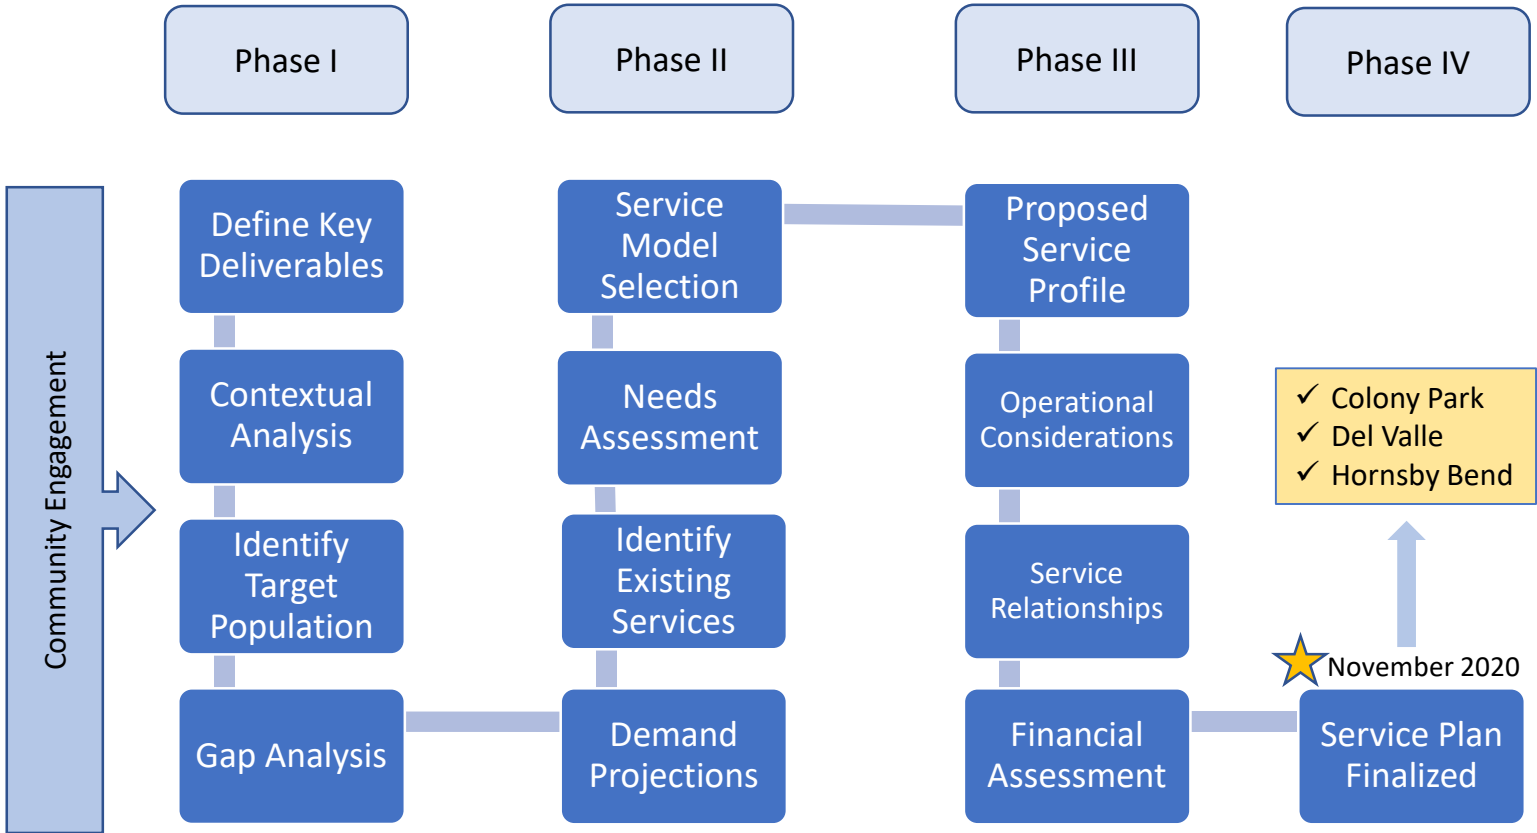 Phase I
Phase II
Phase III
Phase IV
Community Engagement
Define Key
Deliverables
Contextual
Analysis
Identify
Target
Population
Gap Analysis
Service
Model
Selection
Needs
Assessment
Identify
Existing
Services
Demand
Projections
Proposed
Service
Profile
Operational
Considerations
Service
Relationships
Financial
Assessment
✓ Colony Park
✓ Del Valle
✓ Hornsby Bend
November 2020
Service Plan
Finalized